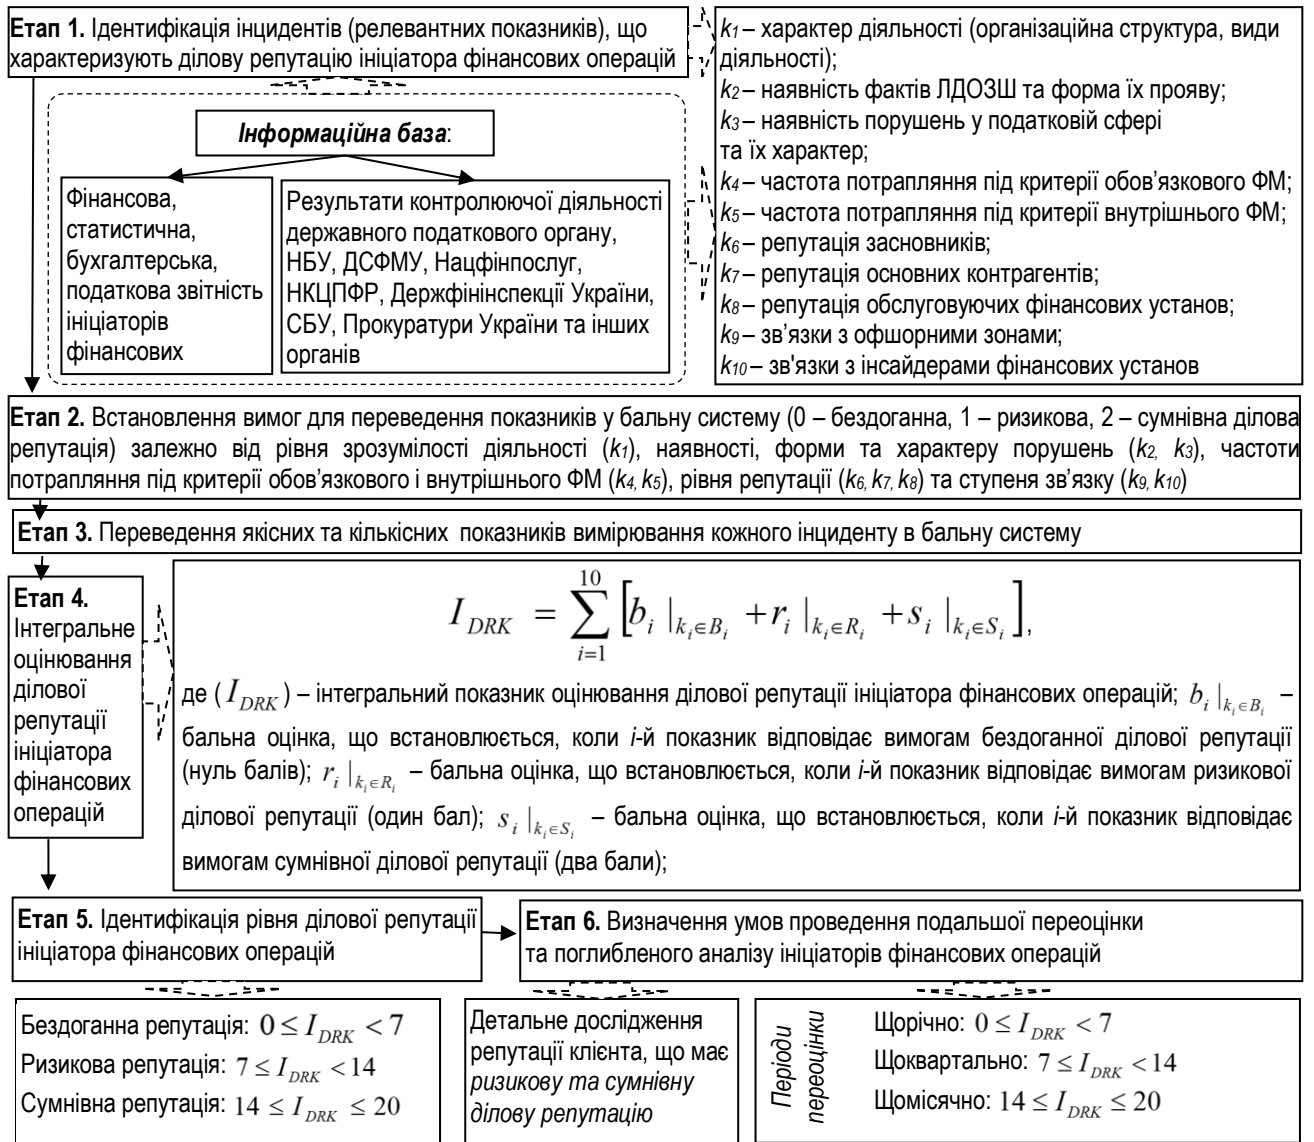 Етап 1. Ідентифікація інцидентів (релевантних показників), що
характеризують ділову репутацію ініціатора фінансових операцій
k1 – характер діяльності (організаційна структура, види
діяльності);
k2 – наявність фактів ЛДОЗШ та форма їх прояву;
k3 – наявність порушень у податковій сфері
та їх характер;
k4 – частота потрапляння під критерії обов’язкового ФМ;
k5 – частота потрапляння під критерії внутрішнього ФМ;
k6 – репутація засновників;
k7 – репутація основних контрагентів;
k8 – репутація обслуговуючих фінансових установ;
k9 – зв’язки з офшорними зонами;
k10 – зв'язки з інсайдерами фінансових установ
Інформаційна база:
Фінансова,
статистична,
бухгалтерська,
податкова звітність
ініціаторів
фінансових
Результати контролюючої діяльності
державного податкового органу,
НБУ, ДСФМУ, Нацфінпослуг,
НКЦПФР, Держфінінспекції України,
СБУ, Прокуратури України та інших
органів
Етап 2. Встановлення вимог для переведення показників у бальну систему (0 – бездоганна, 1 – ризикова, 2 – сумнівна ділова
репутація) залежно від рівня зрозумілості діяльності (k1), наявності, форми та характеру порушень (k2, k3), частоти
потрапляння під критерії обов’язкового і внутрішнього ФМ (k4, k5), рівня репутації (k6, k7, k8) та ступеня зв’язку (k9, k10)
Етап 3. Переведення якісних та кількісних показників вимірювання кожного інциденту в бальну систему
Етап 4.
Інтегральне
оцінювання
ділової
репутації
ініціатора
фінансових
операцій
I_DRK = ∑_{i=1}^{10} [b_i |_{k_i∈B_i} + r_i |_{k_i∈R_i} + s_i |_{k_i∈S_i}],
де (I_DRK) – інтегральний показник оцінювання ділової репутації ініціатора фінансових операцій; b_i |_{k_i∈B_i} –
бальна оцінка, що встановлюється, коли i-й показник відповідає вимогам бездоганної ділової репутації
(нуль балів); r_i |_{k_i∈R_i} – бальна оцінка, що встановлюється, коли i-й показник відповідає вимогам ризикової
ділової репутації (один бал); s_i |_{k_i∈S_i} – бальна оцінка, що встановлюється, коли i-й показник відповідає
вимогам сумнівної ділової репутації (два бали);
Етап 5. Ідентифікація рівня ділової репутації
ініціатора фінансових операцій
Етап 6. Визначення умов проведення подальшої переоцінки
та поглибленого аналізу ініціаторів фінансових операцій
Бездоганна репутація: 0 ≤ I_DRK < 7
Ризикова репутація: 7 ≤ I_DRK < 14
Сумнівна репутація: 14 ≤ I_DRK ≤ 20
Детальне дослідження
репутації клієнта, що має
ризикову та сумнівну
ділову репутацію
Періоди
переоцінки
Щорічно: 0 ≤ I_DRK < 7
Щоквартально: 7 ≤ I_DRK < 14
Щомісячно: 14 ≤ I_DRK ≤ 20